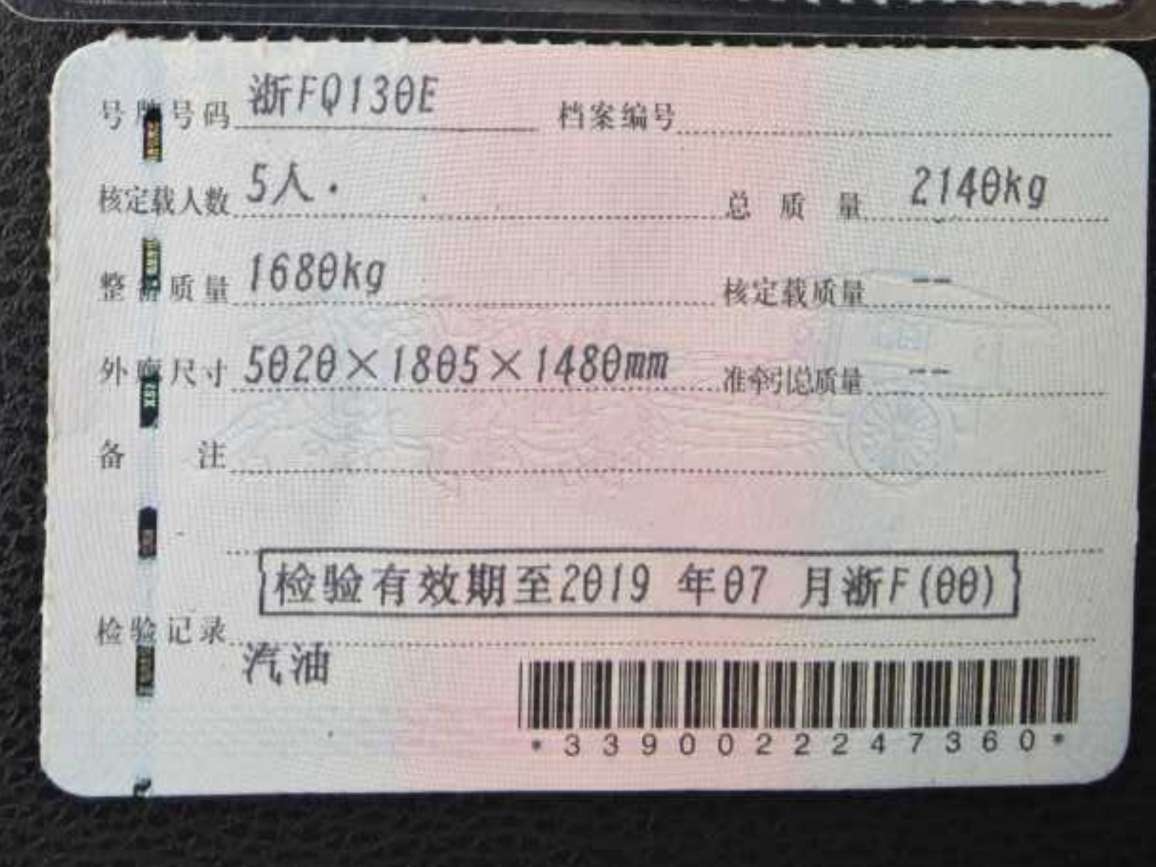 号牌号码 浙FQ130E 档案编号
核定载人数 5人. 总质量 2140kg
整备质量 1680kg 核定载质量 --
外廓尺寸 5020×1805×1480mm 准牵引总质量 --
备注
检验有效期至2019 年07 月浙F(00)
检验记录
汽油
*3390022247360*